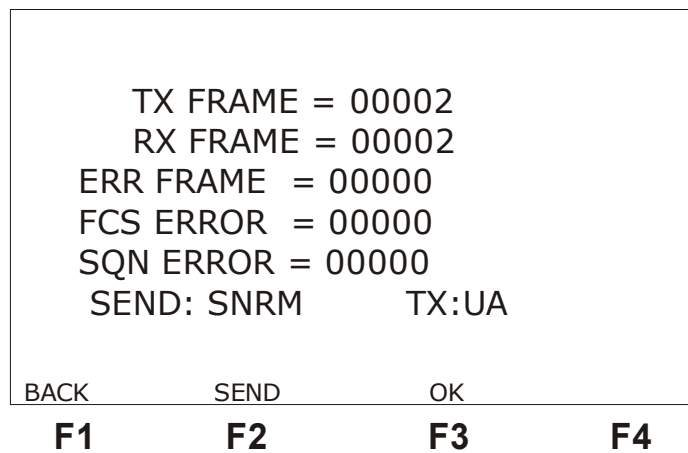 TX FRAME = 00002
RX FRAME = 00002
ERR FRAME = 00000
FCS ERROR = 00000
SQN ERROR = 00000
SEND: SNRM TX:UA
BACK SEND OK
F1 F2 F3 F4